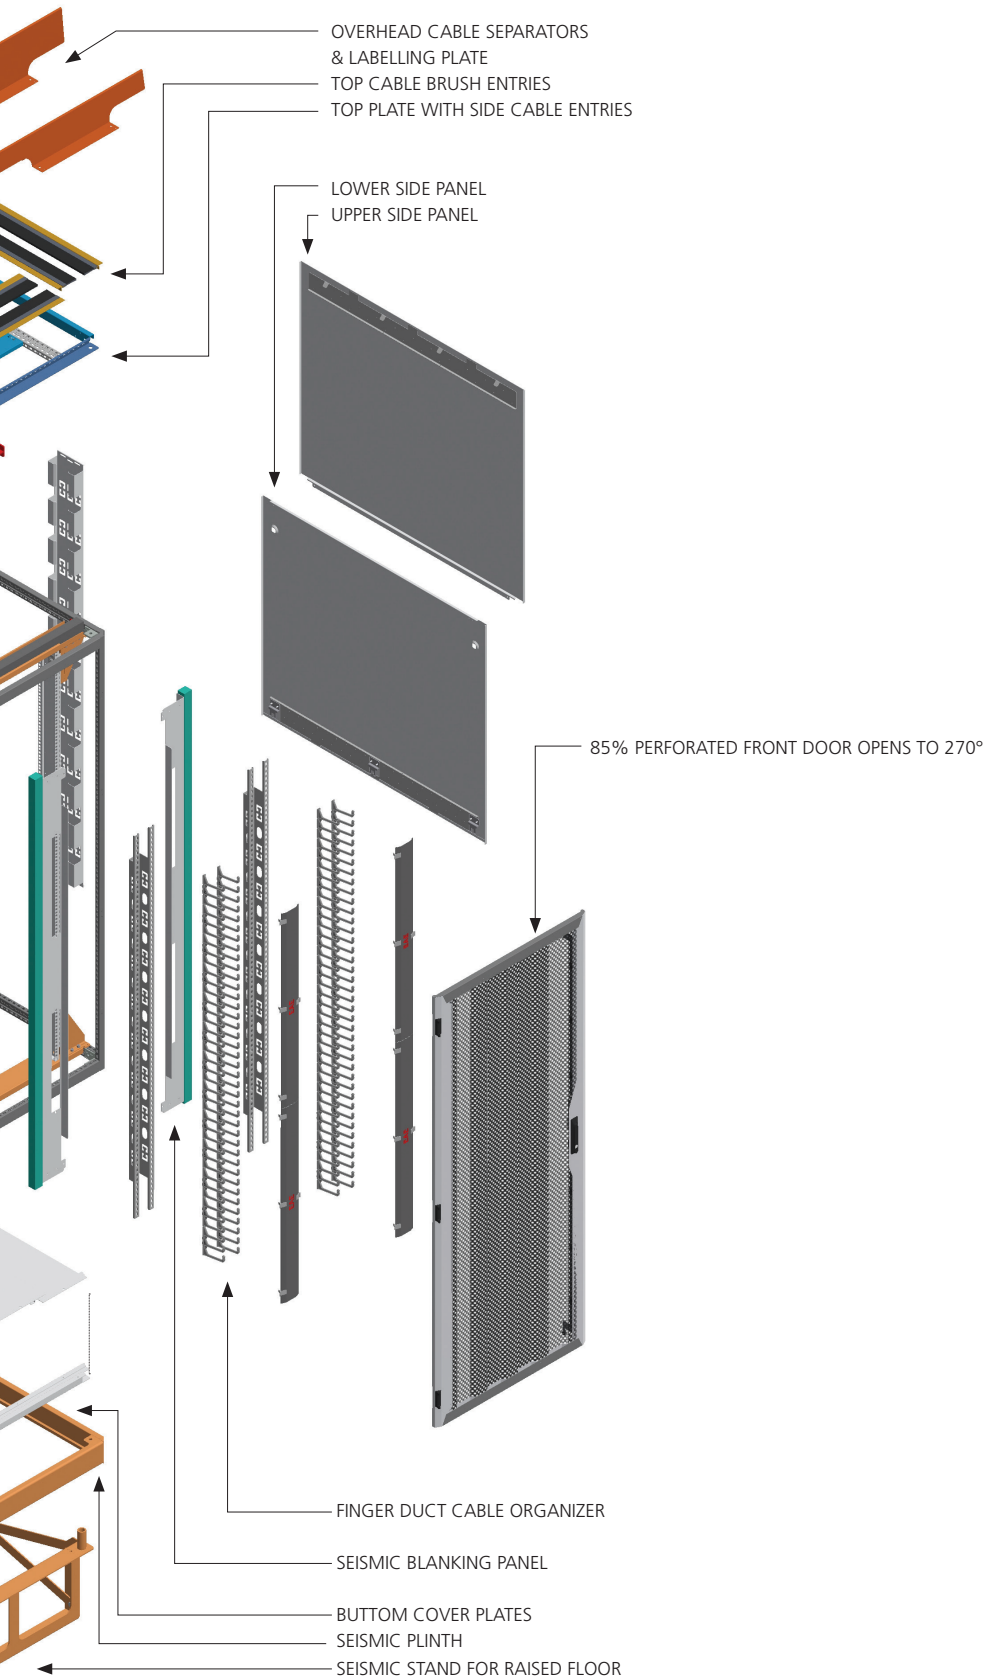 OVERHEAD CABLE SEPARATORS
& LABELLING PLATE
TOP CABLE BRUSH ENTRIES
TOP PLATE WITH SIDE CABLE ENTRIES
LOWER SIDE PANEL
UPPER SIDE PANEL
85% PERFORATED FRONT DOOR OPENS TO 270º
FINGER DUCT CABLE ORGANIZER
SEISMIC BLANKING PANEL
BUTTOM COVER PLATES
SEISMIC PLINTH
SEISMIC STAND FOR RAISED FLOOR